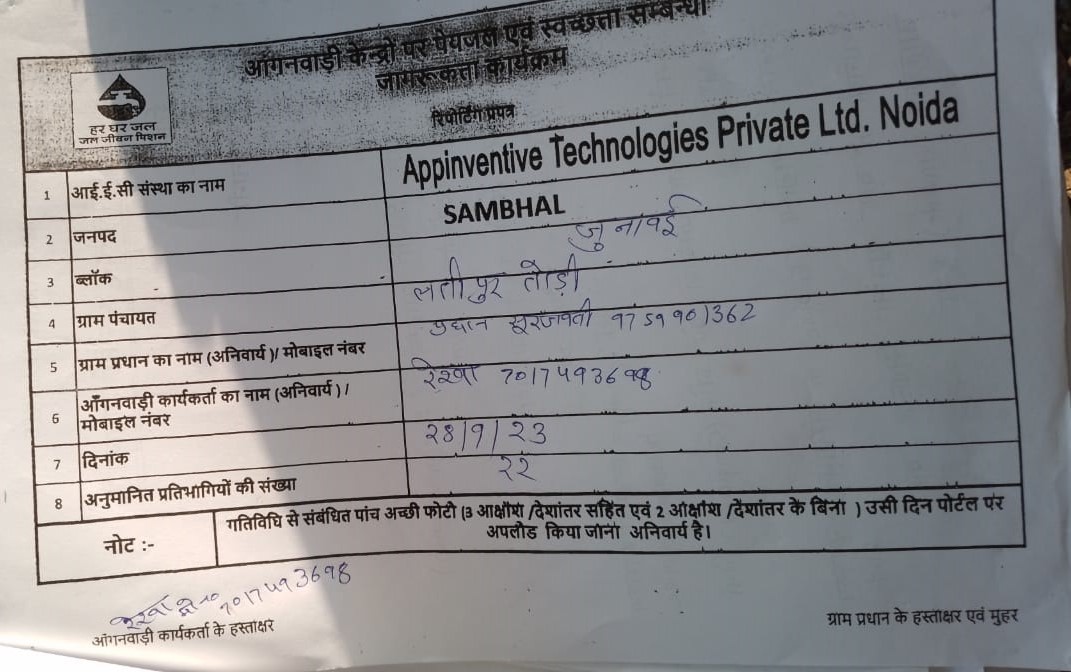 आंगनवाड़ी केन्द्रों पर पेयजल एवं स्वच्छता सम्बन्धी
जागरूकता कार्यक्रम
रिपोर्टिंग प्रपत्र
हर घर जल
जल जीवन मिशन
1 आई.ई.सी संस्था का नाम Appinventive Technologies Private Ltd. Noida
2 जनपद SAMBHAL
3 ब्लॉक जुनावई
4 ग्राम पंचायत लतीपुर तोड़ी
5 ग्राम प्रधान का नाम (अनिवार्य )/ मोबाइल नंबर प्रधान सूरजवती 9759901362
6 आँगनवाड़ी कार्यकर्ता का नाम (अनिवार्य ) /
मोबाइल नंबर रेखा 7017493698
7 दिनांक 28/9/23
8 अनुमानित प्रतिभागियों की संख्या २२
नोट :- गतिविधि से संबंधित पांच अच्छी फोटो (3 आक्षांश /देशांतर सहित एवं 2 आक्षांश /देशांतर के बिना ) उसी दिन पोर्टल पर
अपलौड किया जाना अनिवार्य है।
रेखा 7017493698
आंगनवाड़ी कार्यकर्ता के हस्ताक्षर
ग्राम प्रधान के हस्ताक्षर एवं मुहर